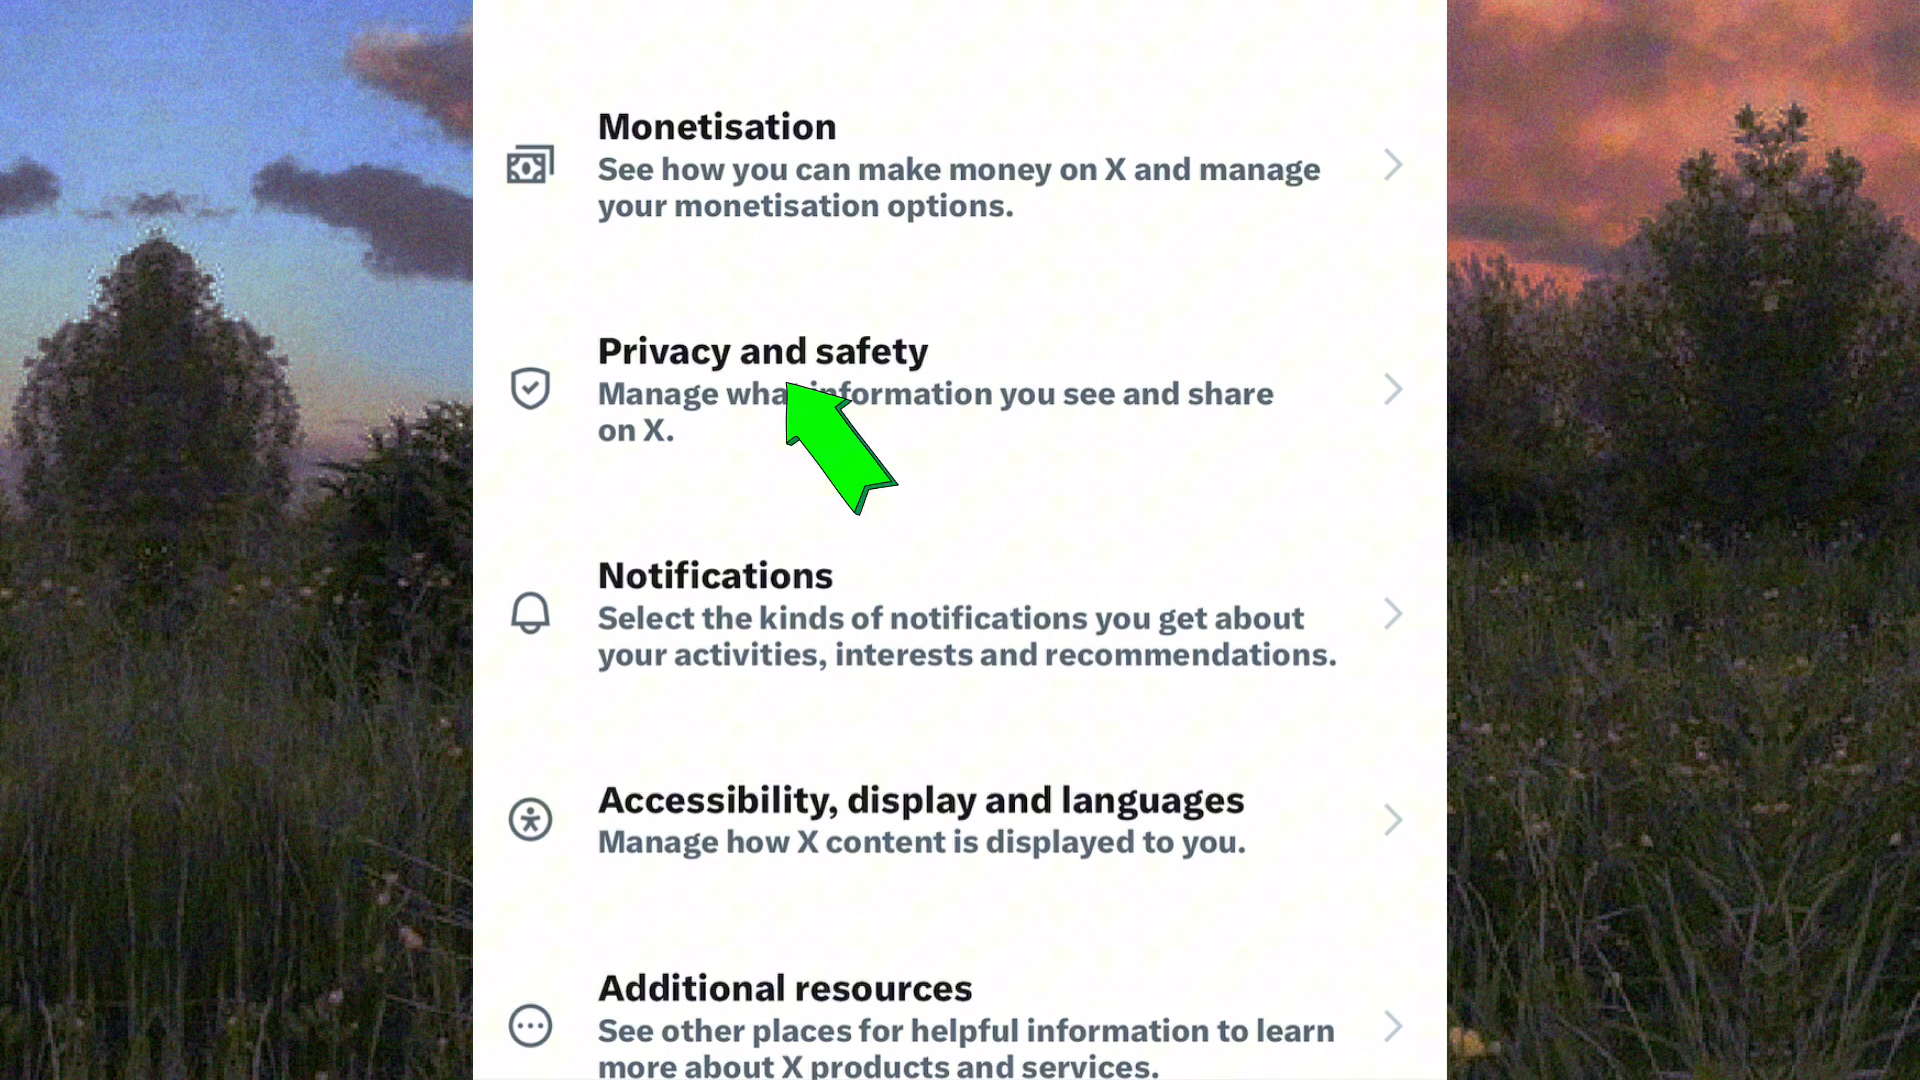 Monetisation
See how you can make money on X and manage
your monetisation options.
Privacy and safety
Manage what information you see and share
on X.
Notifications
Select the kinds of notifications you get about
your activities, interests and recommendations.
Accessibility, display and languages
Manage how X content is displayed to you.
Additional resources
See other places for helpful information to learn
more about X products and services.